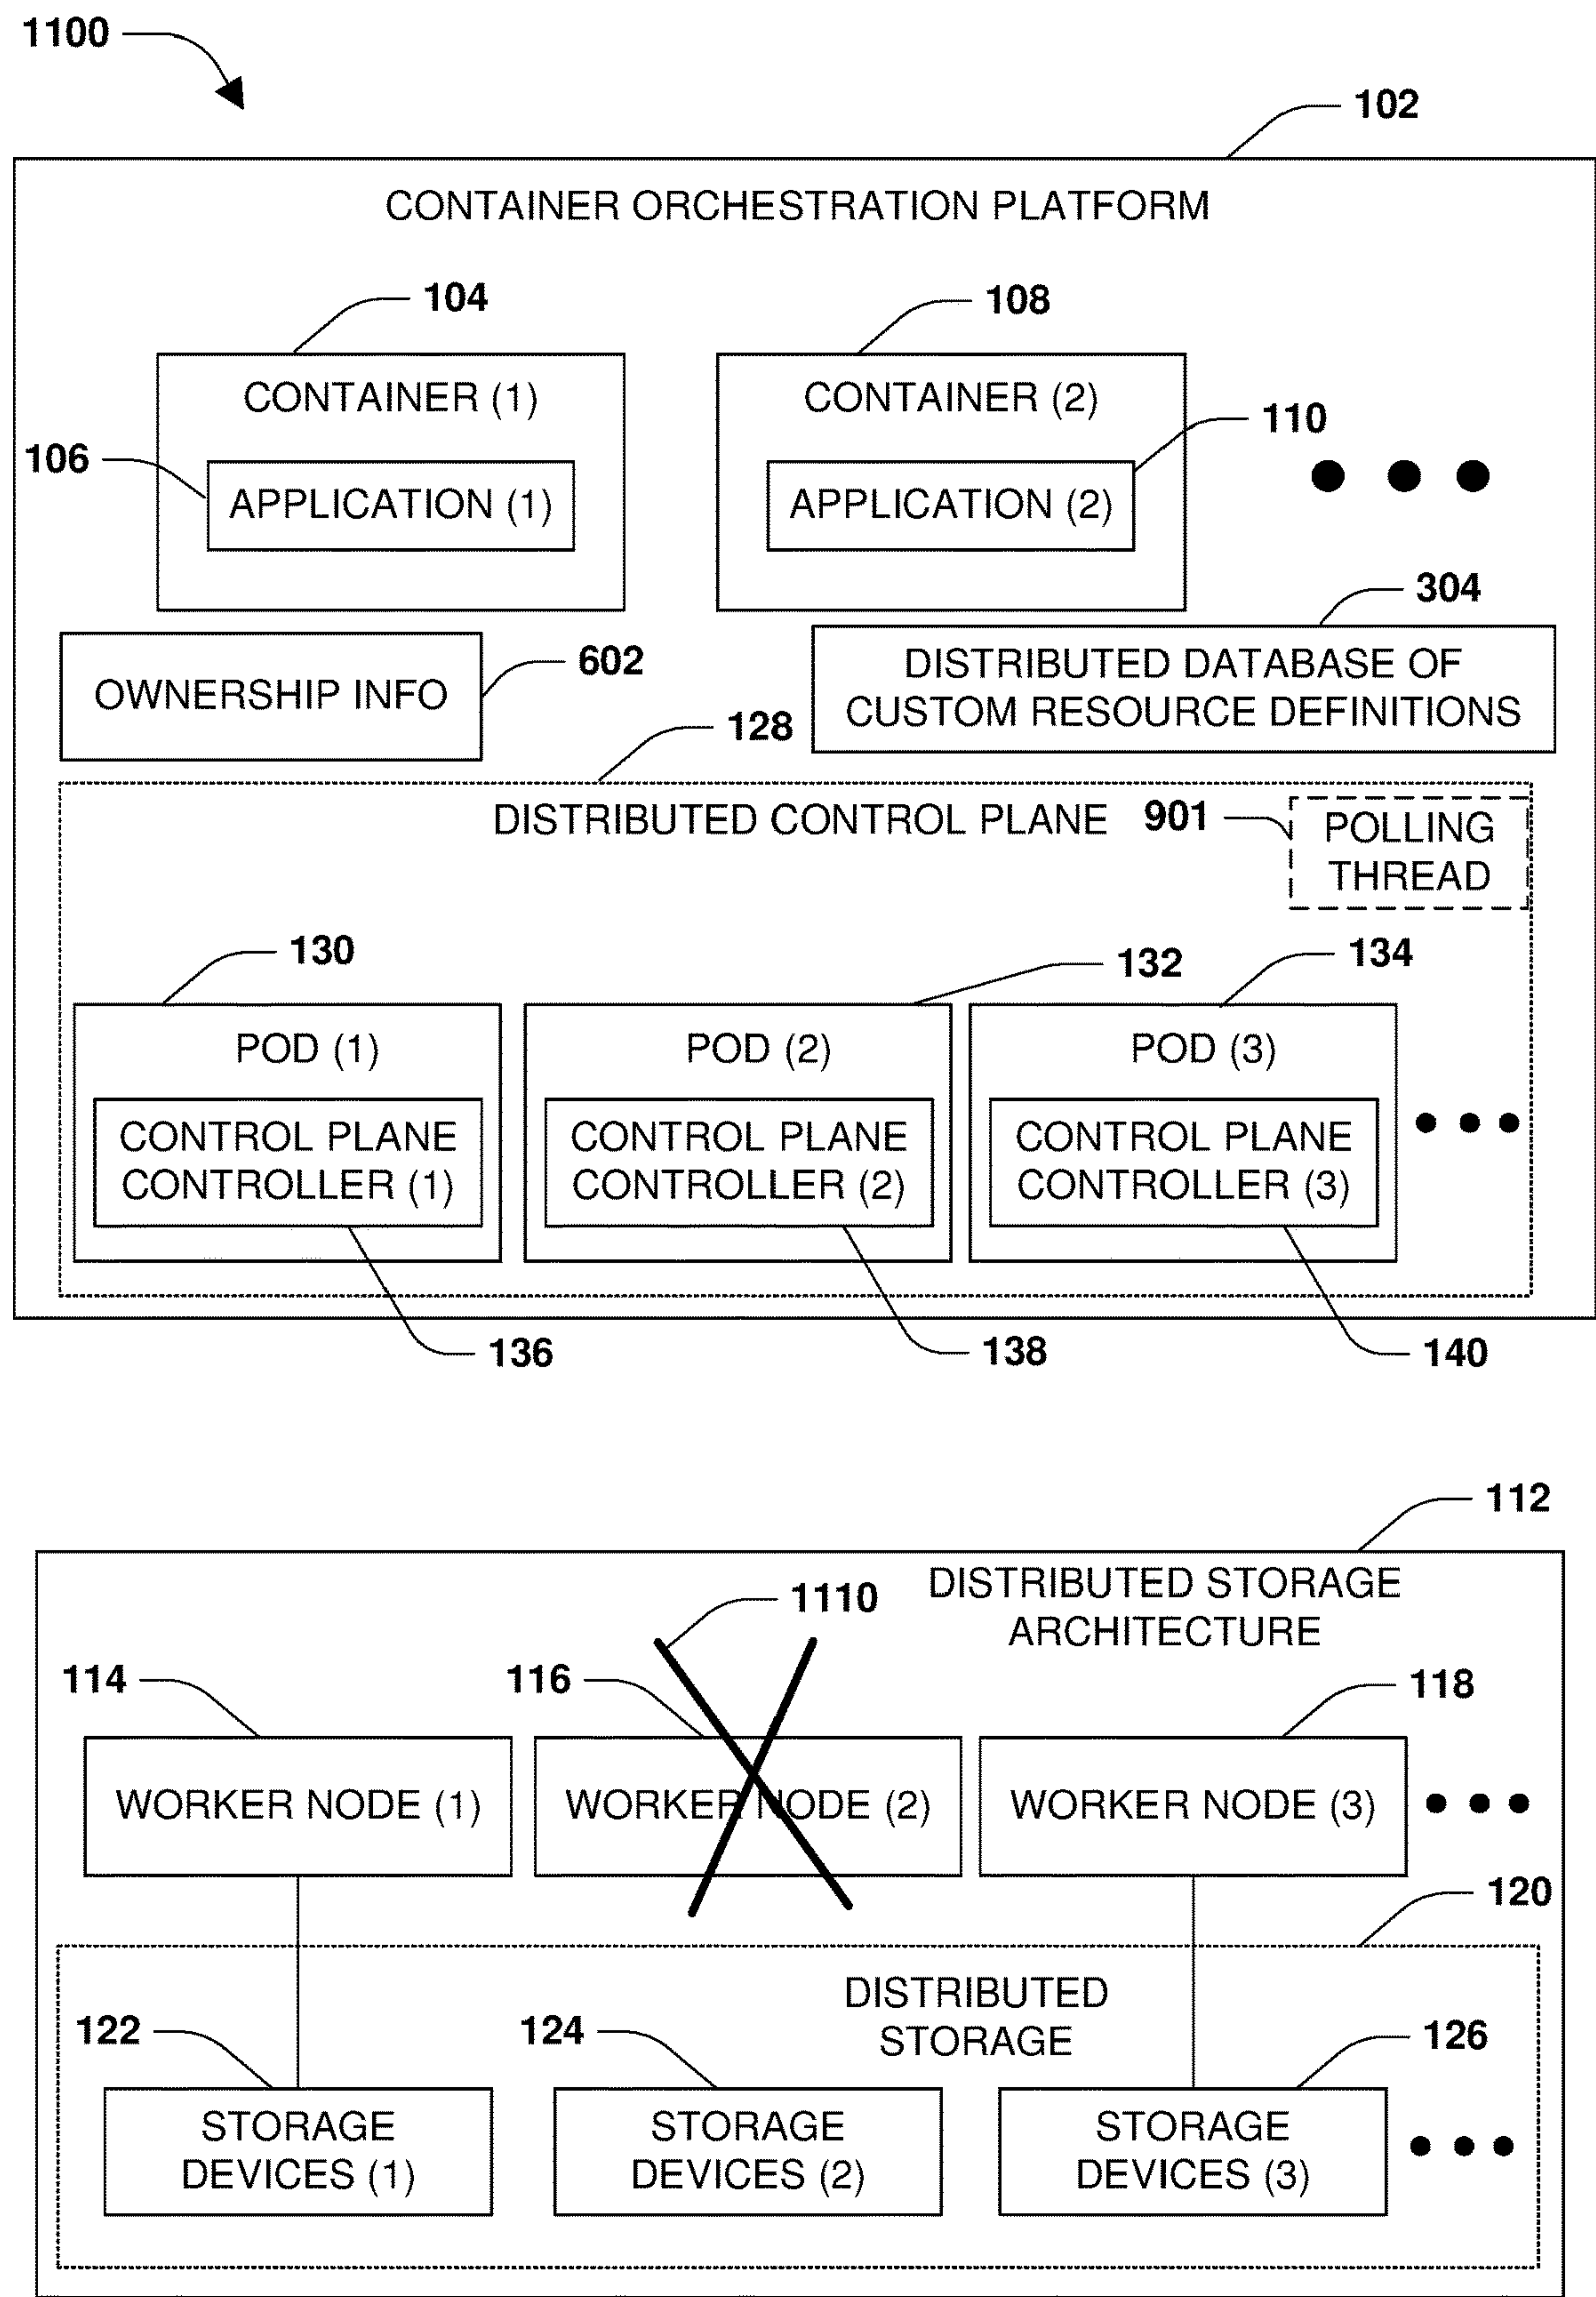 1100
102
CONTAINER ORCHESTRATION PLATFORM
104
108
CONTAINER (1)
CONTAINER (2)
110
106
APPLICATION (1)
APPLICATION (2)
304
OWNERSHIP INFO
602
DISTRIBUTED DATABASE OF
CUSTOM RESOURCE DEFINITIONS
128
DISTRIBUTED CONTROL PLANE
901
POLLING
THREAD
130
132
134
POD (1)
POD (2)
POD (3)
CONTROL PLANE
CONTROLLER (1)
CONTROL PLANE
CONTROLLER (2)
CONTROL PLANE
CONTROLLER (3)
136
138
140
112
DISTRIBUTED STORAGE
ARCHITECTURE
1110
114
116
118
WORKER NODE (1)
WORKER NODE (2)
WORKER NODE (3)
120
DISTRIBUTED
STORAGE
122
124
126
STORAGE
DEVICES (1)
STORAGE
DEVICES (2)
STORAGE
DEVICES (3)